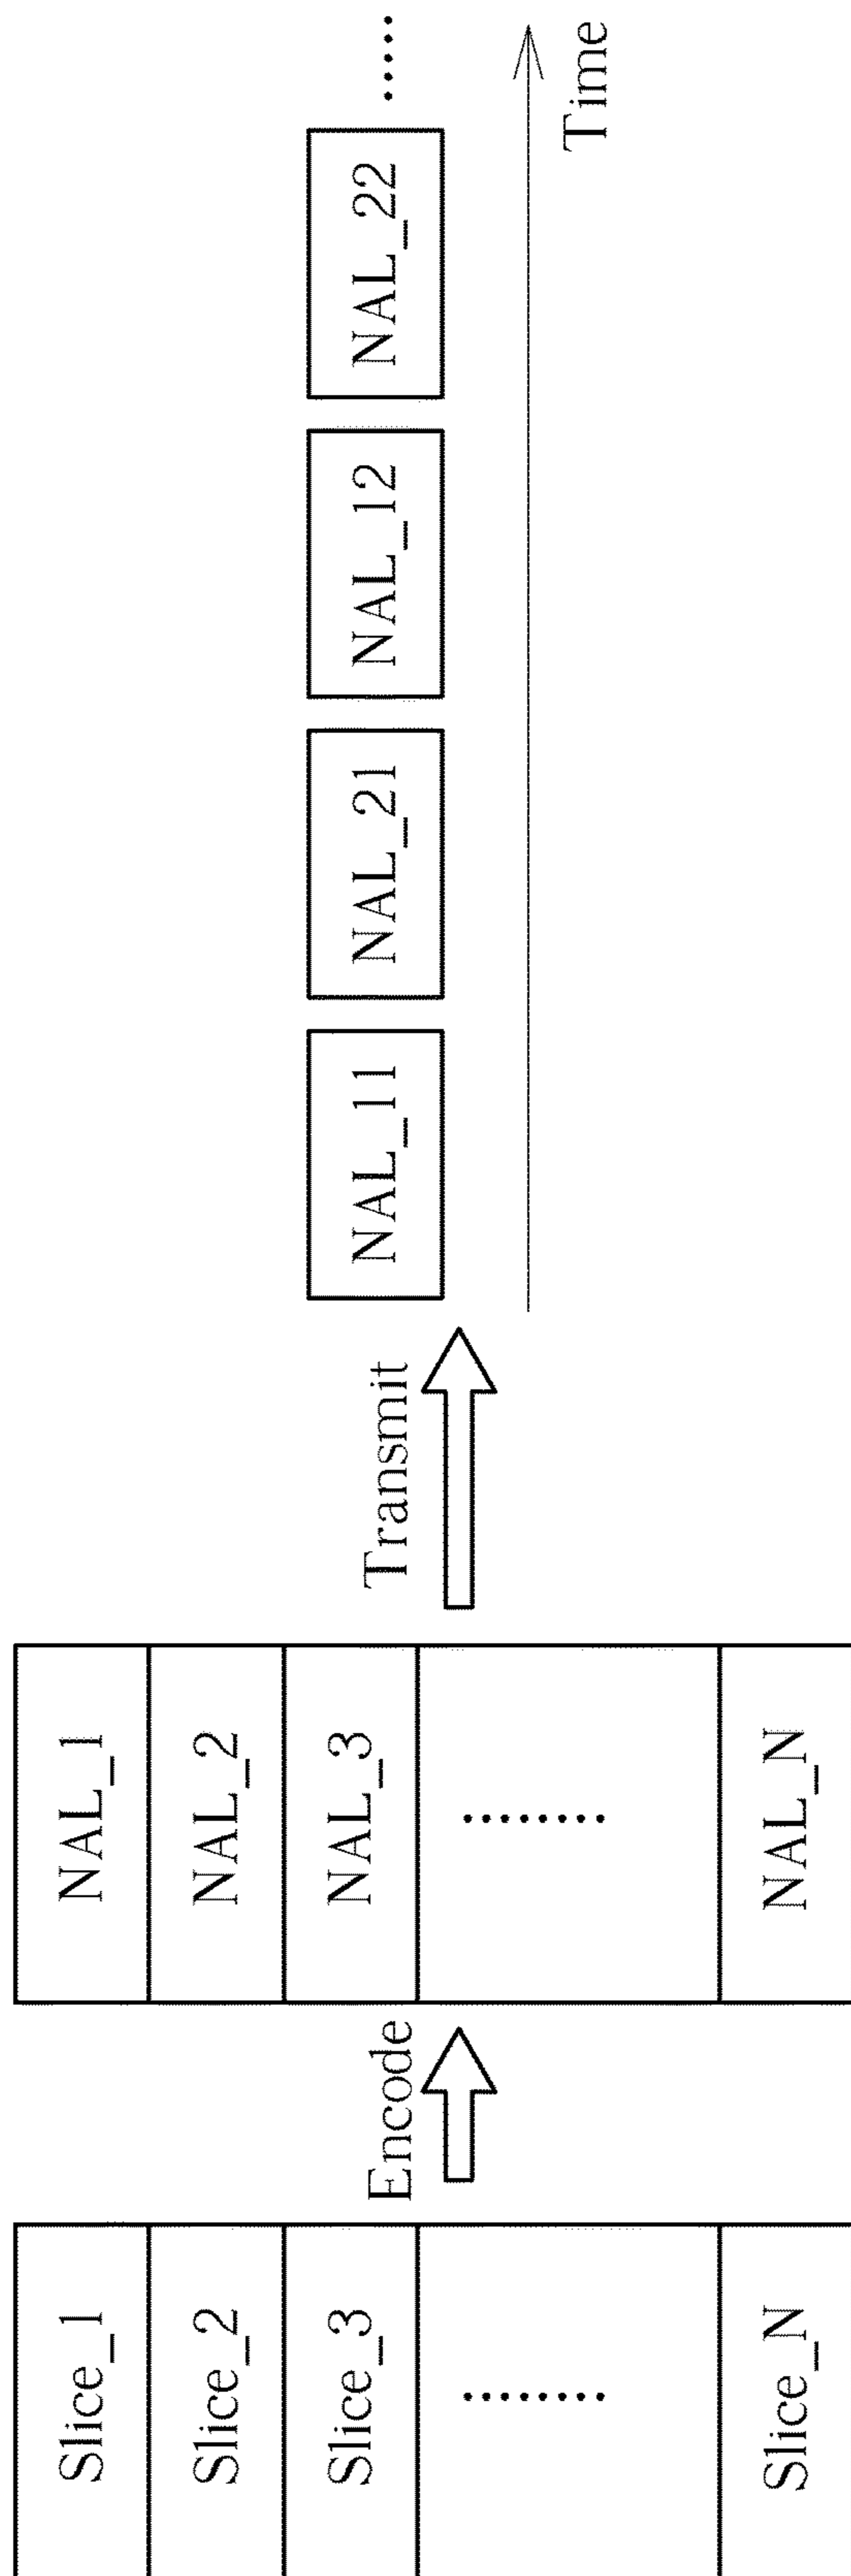 Slice_1
Slice_2
Slice_3
........
Slice_N
Encode
NAL_1
NAL_2
NAL_3
........
NAL_N
Transmit
NAL_11
NAL_21
NAL_12
NAL_22
.....
Time